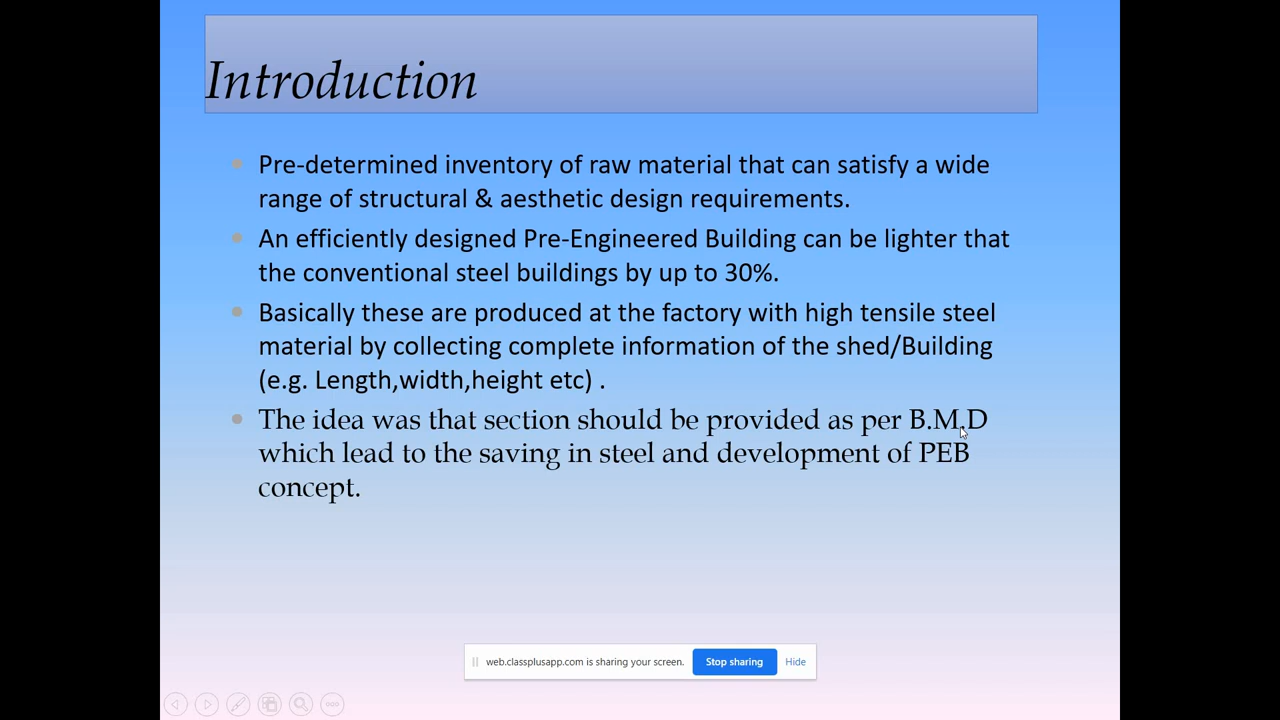 Introduction
Pre-determined inventory of raw material that can satisfy a wide
range of structural & aesthetic design requirements.
An efficiently designed Pre-Engineered Building can be lighter that
the conventional steel buildings by up to 30%.
Basically these are produced at the factory with high tensile steel
material by collecting complete information of the shed/Building
(e.g. Length,width,height etc) .
The idea was that section should be provided as per B.M.D
which lead to the saving in steel and development of PEB
concept.
web.classplusapp.com is sharing your screen. Stop sharing Hide